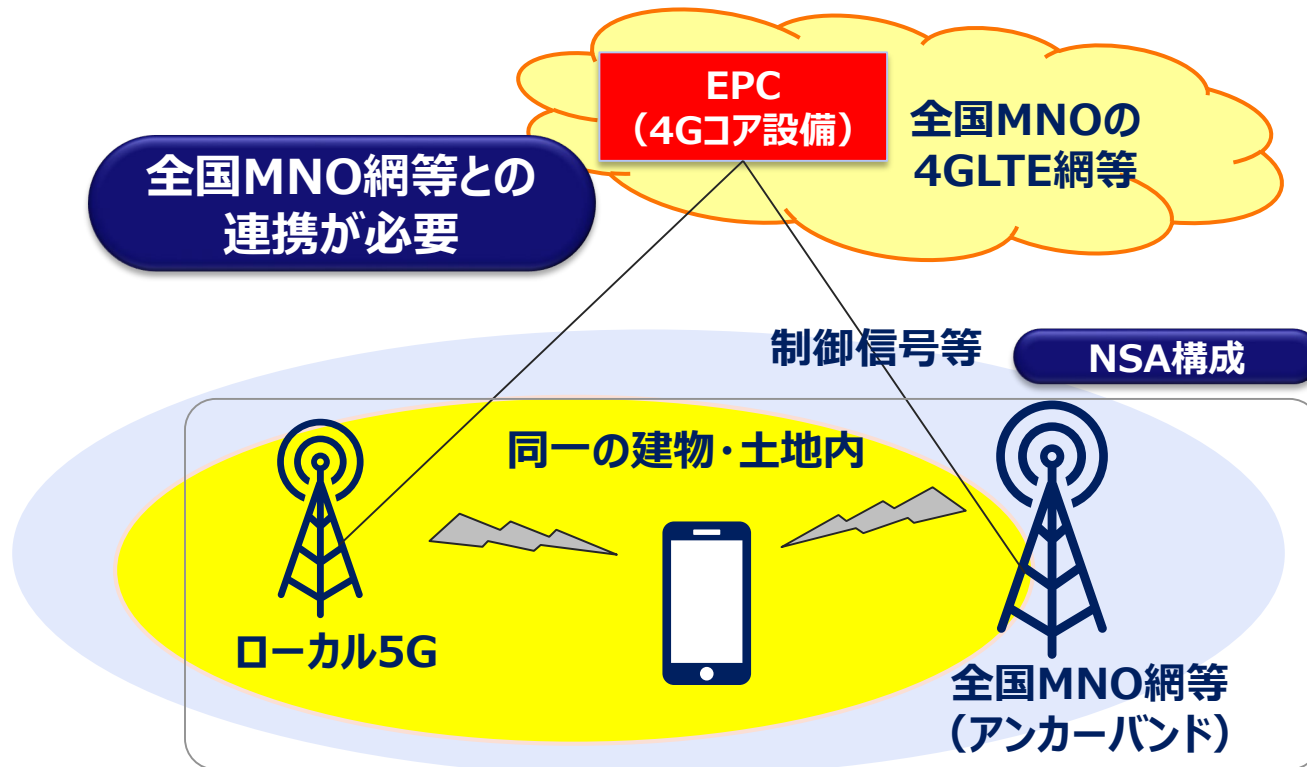 EPC
（4Gコア設備）
全国MNOの
4GLTE網等
全国MNO網等との
連携が必要
制御信号等
NSA構成
同一の建物・土地内
ローカル5G
全国MNO網等
（アンカーバンド）